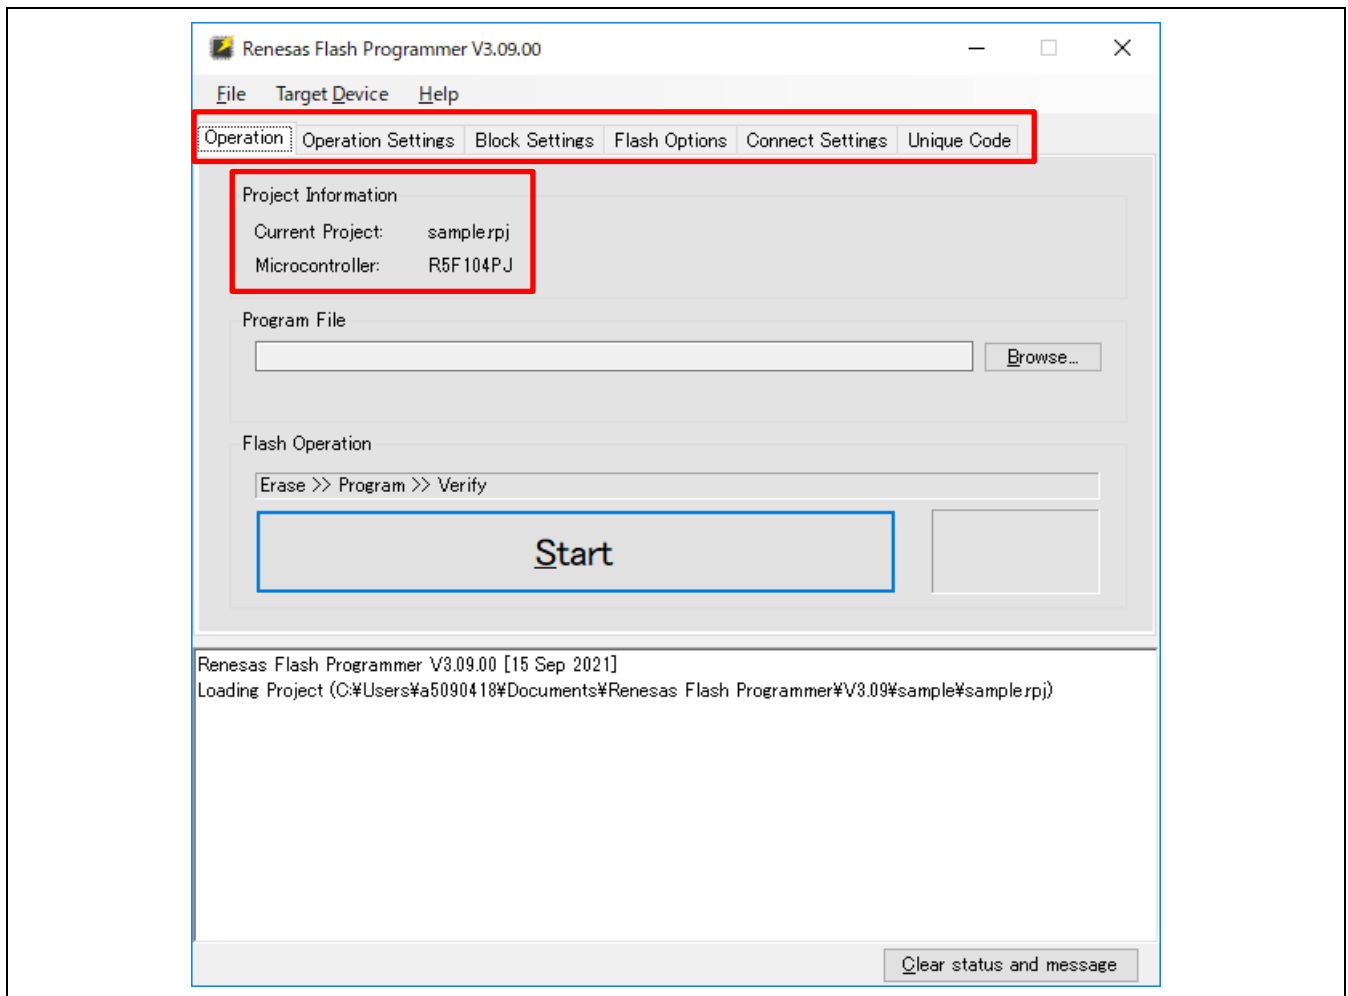 Renesas Flash Programmer V3.09.00
File Target Device Help
Operation Operation Settings Block Settings Flash Options Connect Settings Unique Code
Project Information
Current Project: sample.rpj
Microcontroller: R5F104PJ
Program File
Browse...
Flash Operation
Erase >> Program >> Verify
Start
Renesas Flash Programmer V3.09.00 [15 Sep 2021]
Loading Project (C:¥Users¥a5090418¥Documents¥Renesas Flash Programmer¥V3.09¥sample¥sample.rpj)
Clear status and message